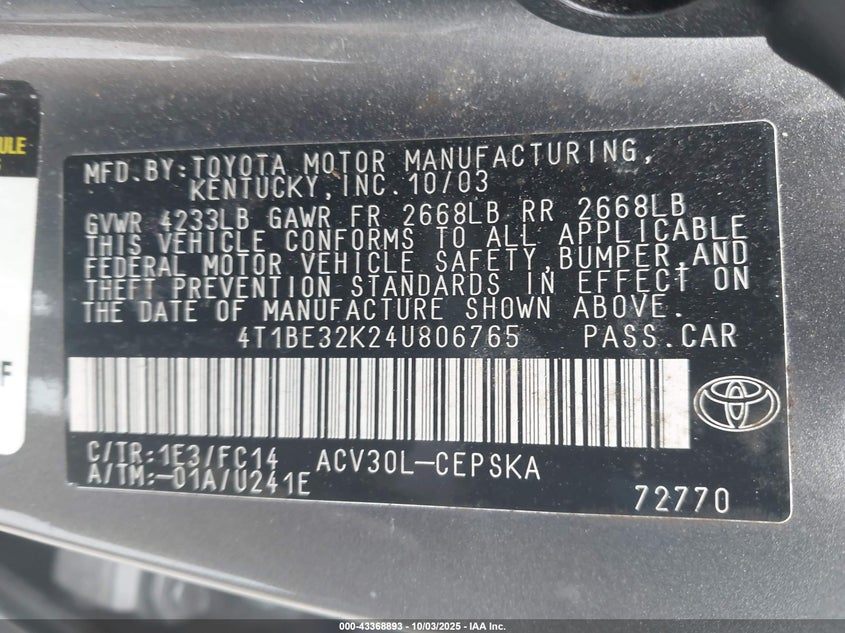 ULE
MFD.BY:TOYOTA MOTOR MANUFACTURING,
KENTUCKY,INC.10/03
GVWR 4233LB GAWR FR 2668LB RR 2668LB
THIS VEHICLE CONFORMS TO ALL APPLICABLE
FEDERAL MOTOR VEHICLE SAFETY,BUMPER,AND
THEFT PREVENTION STANDARDS IN EFFECT ON
THE DATE OF MANUFACTURE SHOWN ABOVE.
4T1BE32K24U806765 PASS.CAR
F
C/TR:1E3/FC14 ACV30L-CEPSKA
A/TM:-01A/U241E
72770
000-43368893 - 10/03/2025 - IAA Inc.